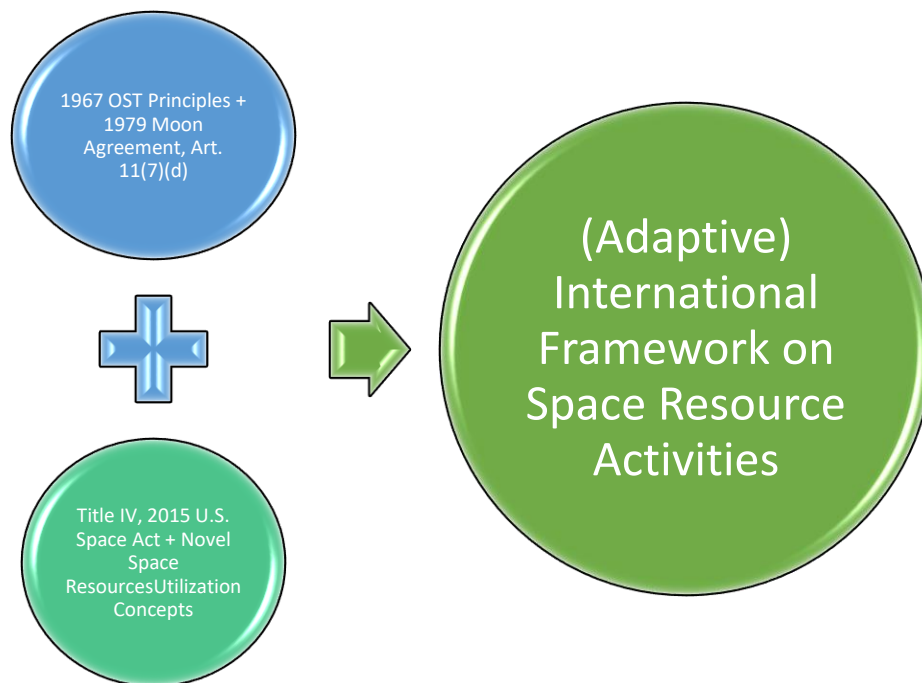 1967 OST Principles +
1979 Moon
Agreement, Art.
11(7)(d)
Title IV, 2015 U.S.
Space Act + Novel
Space
ResourcesUtilization
Concepts
(Adaptive)
International
Framework on
Space Resource
Activities